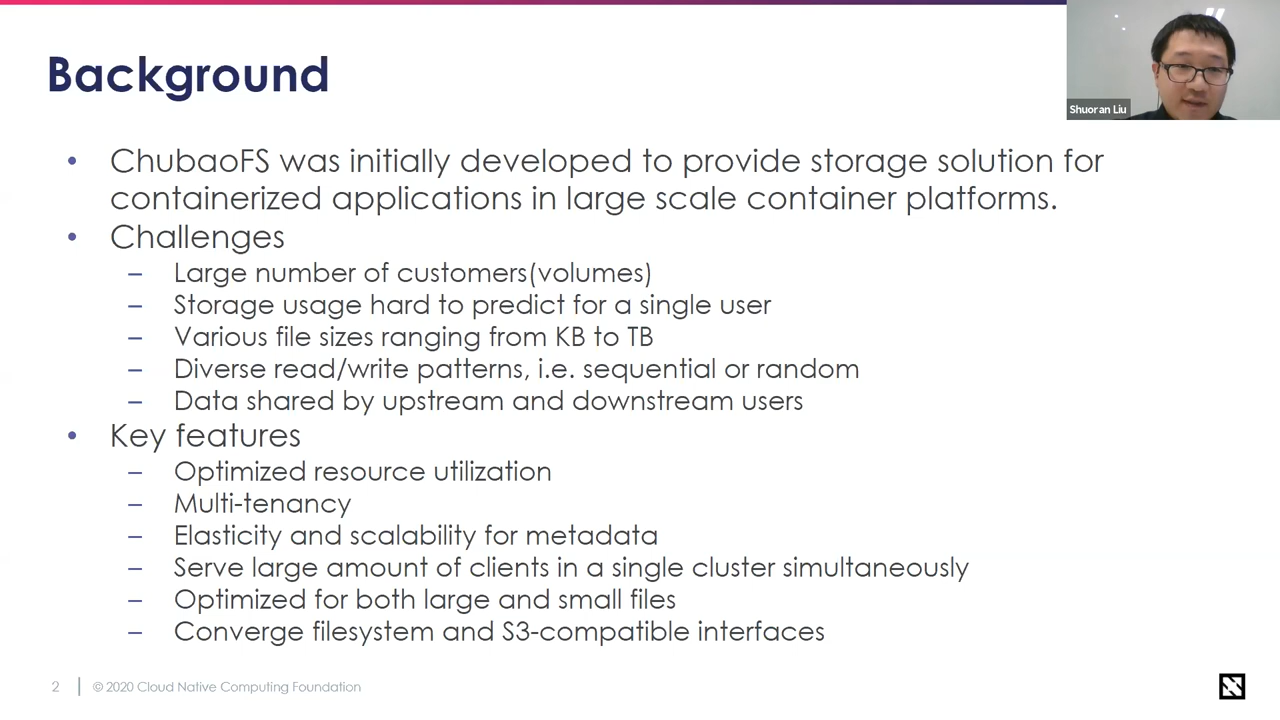 Background
Shuoran Liu
• ChubaoFS was initially developed to provide storage solution for
containerized applications in large scale container platforms.
• Challenges
– Large number of customers(volumes)
– Storage usage hard to predict for a single user
– Various file sizes ranging from KB to TB
– Diverse read/write patterns, i.e. sequential or random
– Data shared by upstream and downstream users
• Key features
– Optimized resource utilization
– Multi-tenancy
– Elasticity and scalability for metadata
– Serve large amount of clients in a single cluster simultaneously
– Optimized for both large and small files
– Converge filesystem and S3-compatible interfaces
2 | © 2020 Cloud Native Computing Foundation